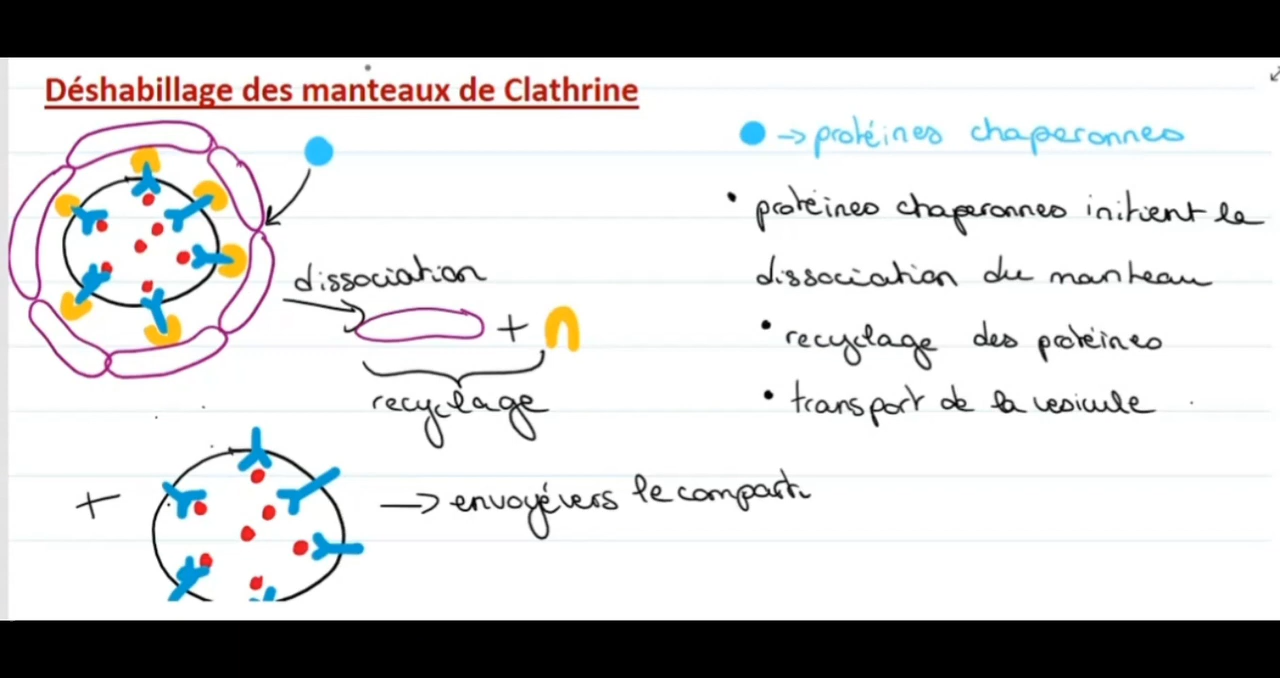 Déshabillage des manteaux de Clathrine
→ protéines chaperonnes
• protéines chaperonnes initient la
dissociation du manteau
• recyclage des protéines
• transport de la vesicule
dissociation
+
recyclage
+
→ envoyé vers le comparti